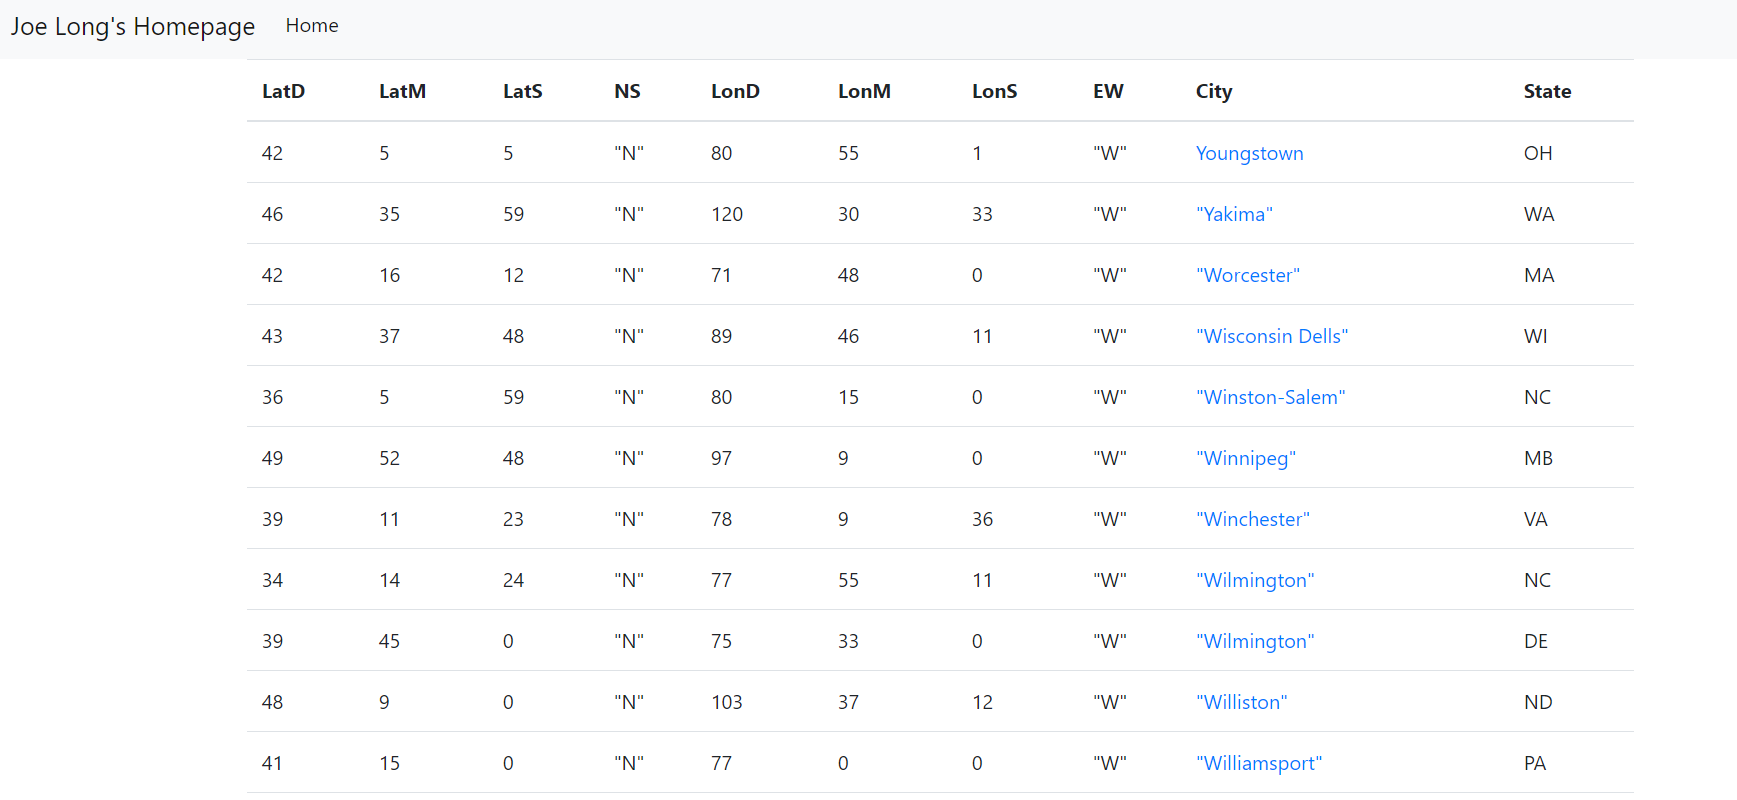 Joe Long's Homepage Home
LatD LatM LatS NS LonD LonM LonS EW City State
42 5 5 "N" 80 55 1 "W" Youngstown OH
46 35 59 "N" 120 30 33 "W" "Yakima" WA
42 16 12 "N" 71 48 0 "W" "Worcester" MA
43 37 48 "N" 89 46 11 "W" "Wisconsin Dells" WI
36 5 59 "N" 80 15 0 "W" "Winston-Salem" NC
49 52 48 "N" 97 9 0 "W" "Winnipeg" MB
39 11 23 "N" 78 9 36 "W" "Winchester" VA
34 14 24 "N" 77 55 11 "W" "Wilmington" NC
39 45 0 "N" 75 33 0 "W" "Wilmington" DE
48 9 0 "N" 103 37 12 "W" "Williston" ND
41 15 0 "N" 77 0 0 "W" "Williamsport" PA